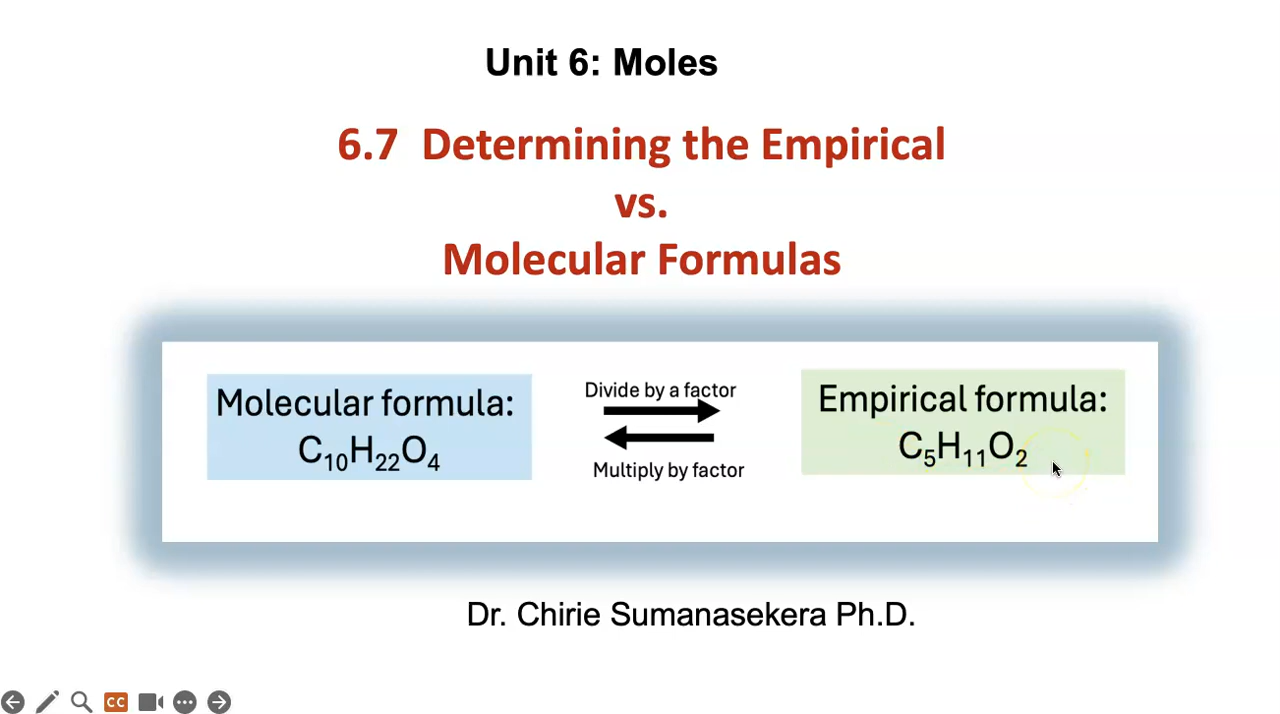 Unit 6: Moles
6.7 Determining the Empirical
vs.
Molecular Formulas
Molecular formula:
C₁₀H₂₂O₄
Divide by a factor
Multiply by factor
Empirical formula:
C₅H₁₁O₂
Dr. Chirie Sumanasekera Ph.D.
CC